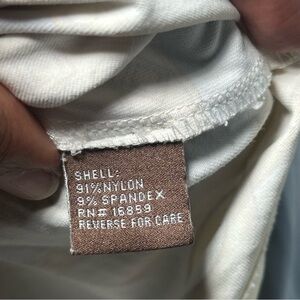 SHELL:
91% NYLON
9% SPANDEX
RN# 16859
REVERSE FOR CARE